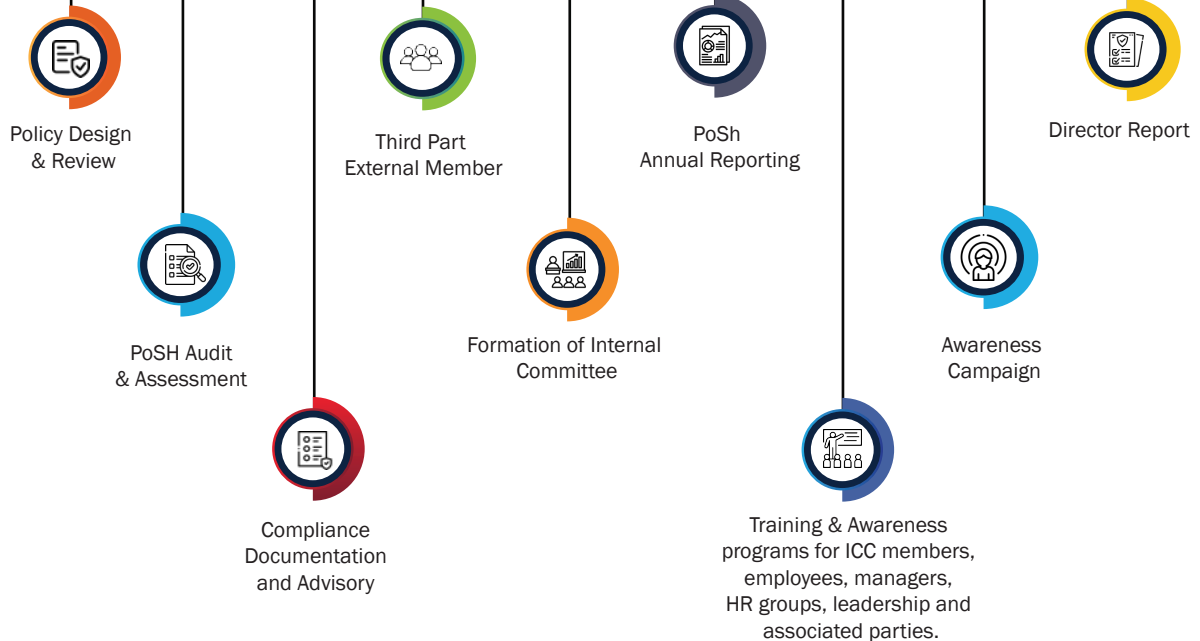 Policy Design
& Review
PoSH Audit
& Assessment
Compliance
Documentation
and Advisory
Third Part
External Member
Formation of Internal
Committee
PoSh
Annual Reporting
Training & Awareness
programs for ICC members,
employees, managers,
HR groups, leadership and
associated parties.
Awareness
Campaign
Director Report